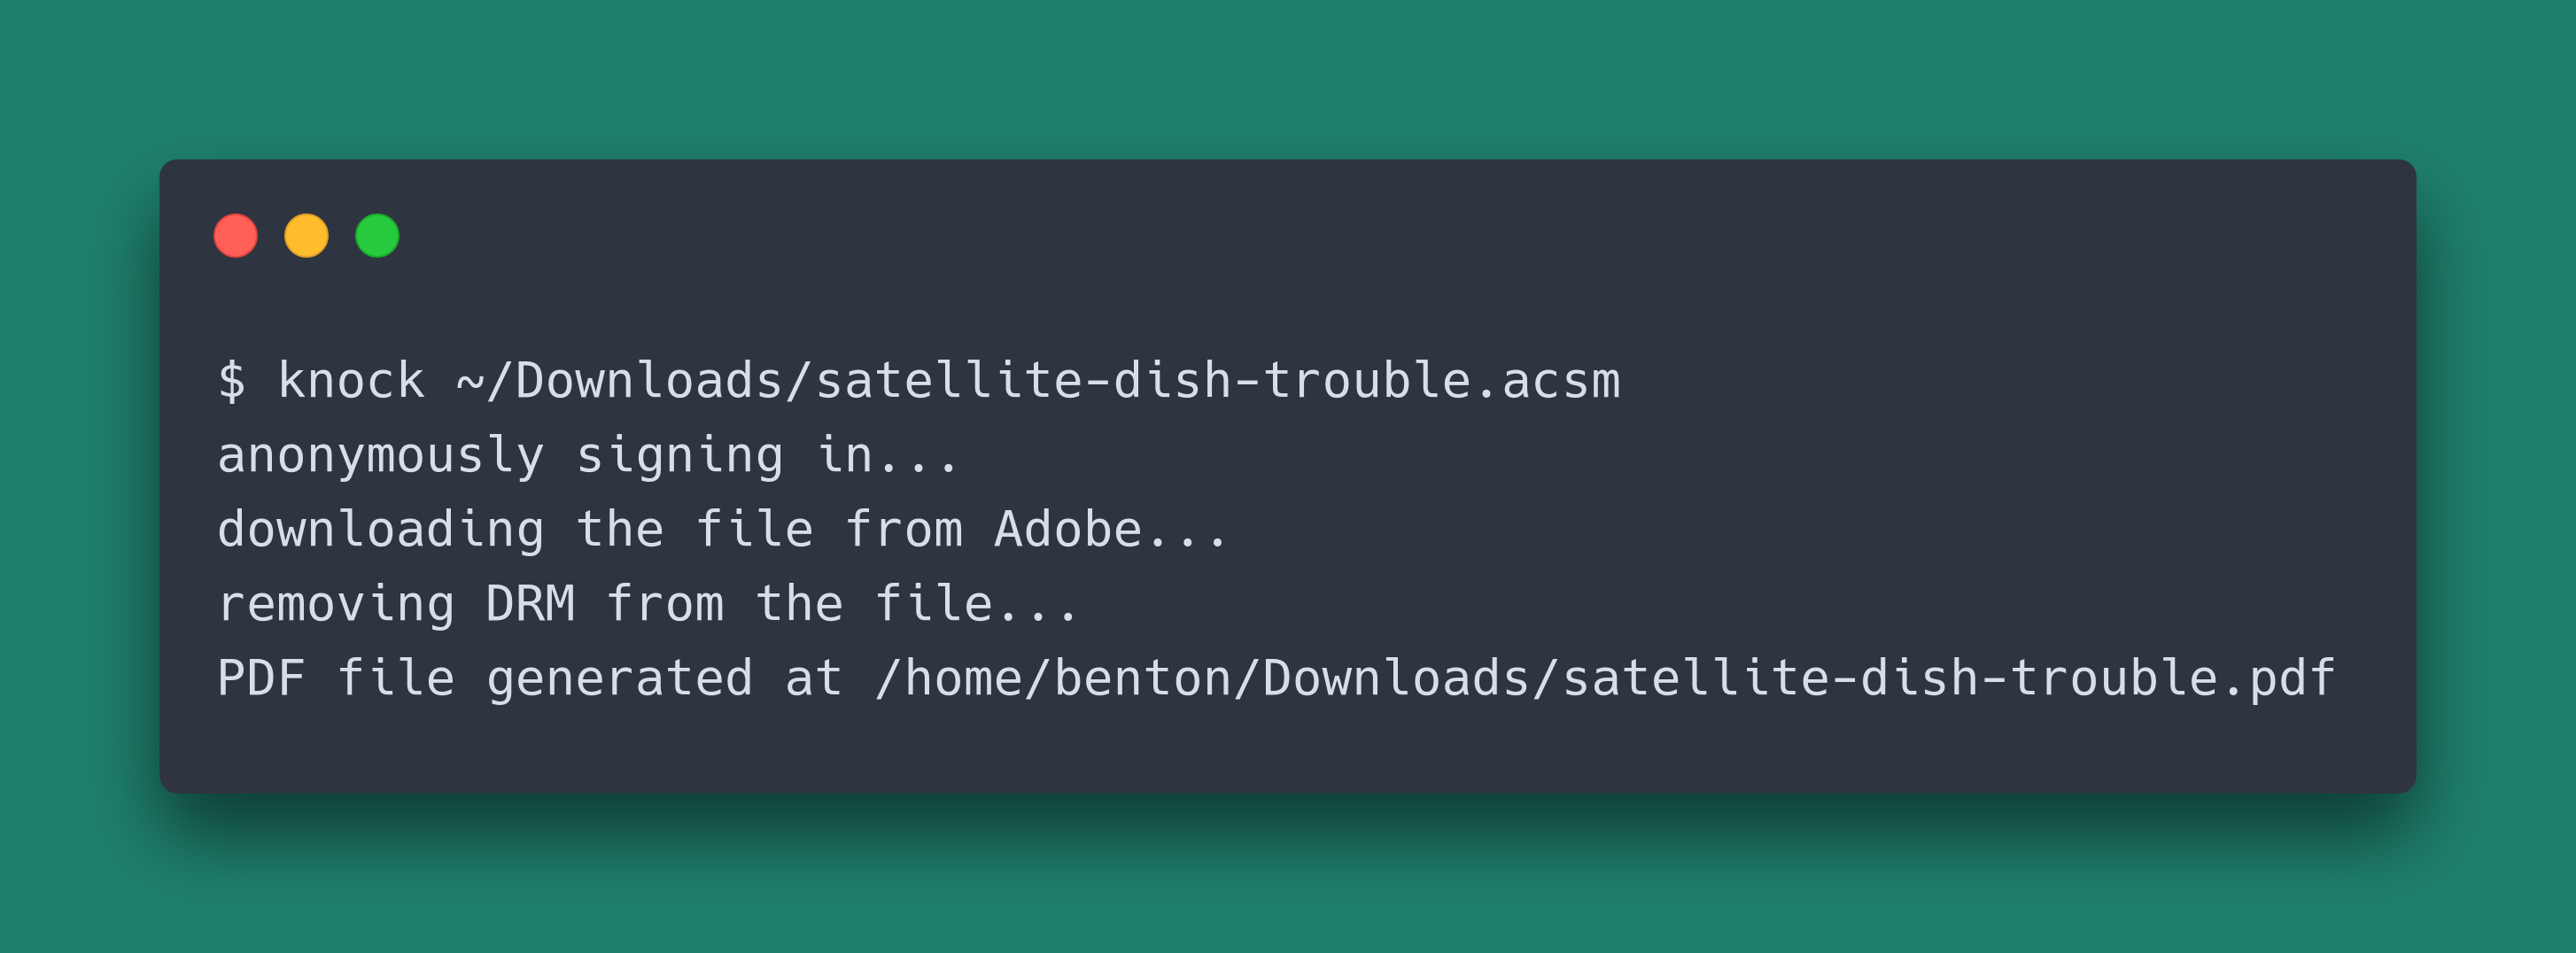 $ knock ~/Downloads/satellite-dish-trouble.acsm
anonymously signing in...
downloading the file from Adobe...
removing DRM from the file...
PDF file generated at /home/benton/Downloads/satellite-dish-trouble.pdf